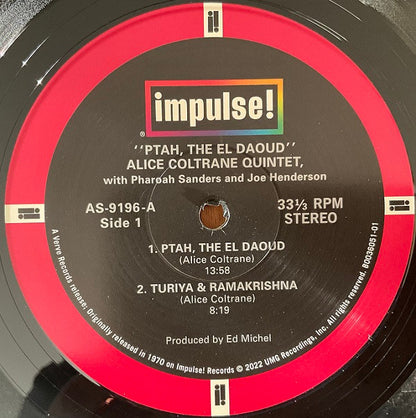 impulse!
®
"PTAH, THE EL DAOUD"
ALICE COLTRANE QUINTET,
with Pharoah Sanders and Joe Henderson
AS-9196-A
Side 1
33⅓ RPM
STEREO
1. PTAH, THE EL DAOUD
(Alice Coltrane)
13:58
2. TURIYA & RAMAKRISHNA
(Alice Coltrane)
8:19
Produced by Ed Michel
A Verve Records release; Originally released in 1970 on Impulse! Records © 2022 UMG Recordings, Inc. All rights reserved. B0036051-01
i!
i!
i!
i!